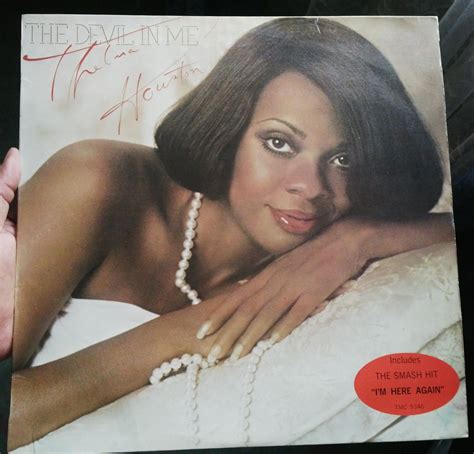 THE DEVIL IN ME
Thelma
Houston
Includes
THE SMASH HIT
"I'M HERE AGAIN"
TMC 5346